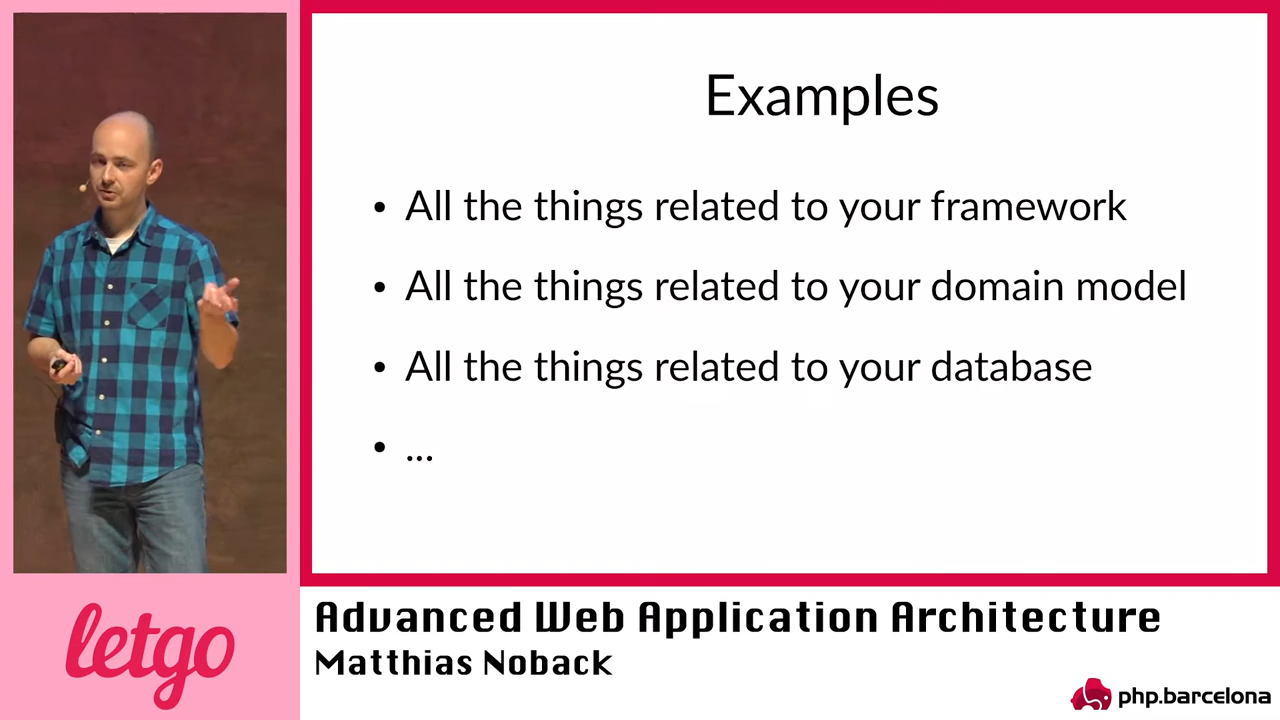 Examples
• All the things related to your framework
• All the things related to your domain model
• All the things related to your database
• ...
letgo
Advanced Web Application Architecture
Matthias Noback
php.barcelona